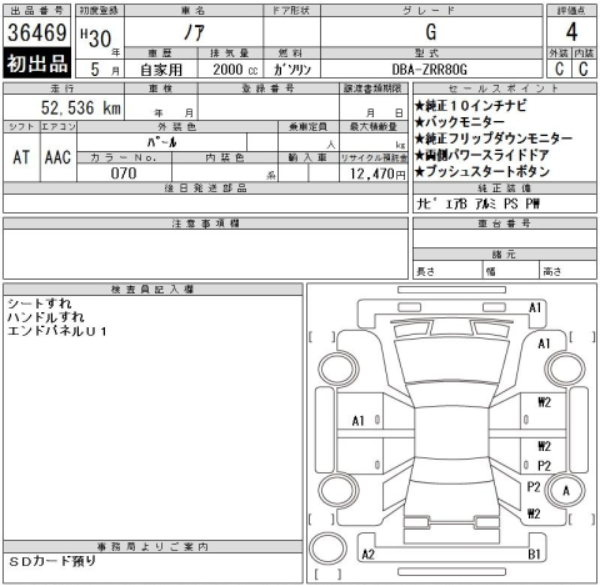 出品番号 初度登録 車名 ドア形状 グレード 評価点
36469 H30年 ノア G 4
初出品 5月
車歴 排気量 燃料 型式 外装 内装
自家用 2000cc ガソリン DBA-ZRR80G C C
走行 車検 登録番号 譲渡書類期限 セールスポイント
52,536 km 年 月 月 日
★純正10インチナビ
★バックモニター
★純正フリップダウンモニター
★両側パワースライドドア
★プッシュスタートボタン
シフト エアコン 外装色 乗車定員 最大積載量
AT AAC パール 人 kg
カラーNo. 内装色 輸入車 リサイクル預託金
070 系 12,470円
後日発送部品 純正装備
ナビ エアB アルミ PS PW
注意事項欄 車台番号
諸元
長さ 幅 高さ
検査員記入欄
シートすれ
ハンドルすれ
エンドパネルU1
A1
A1
W2
A1
W2
P2
P2
A
W2
A2
B1
事務局よりご案内
SDカード預り